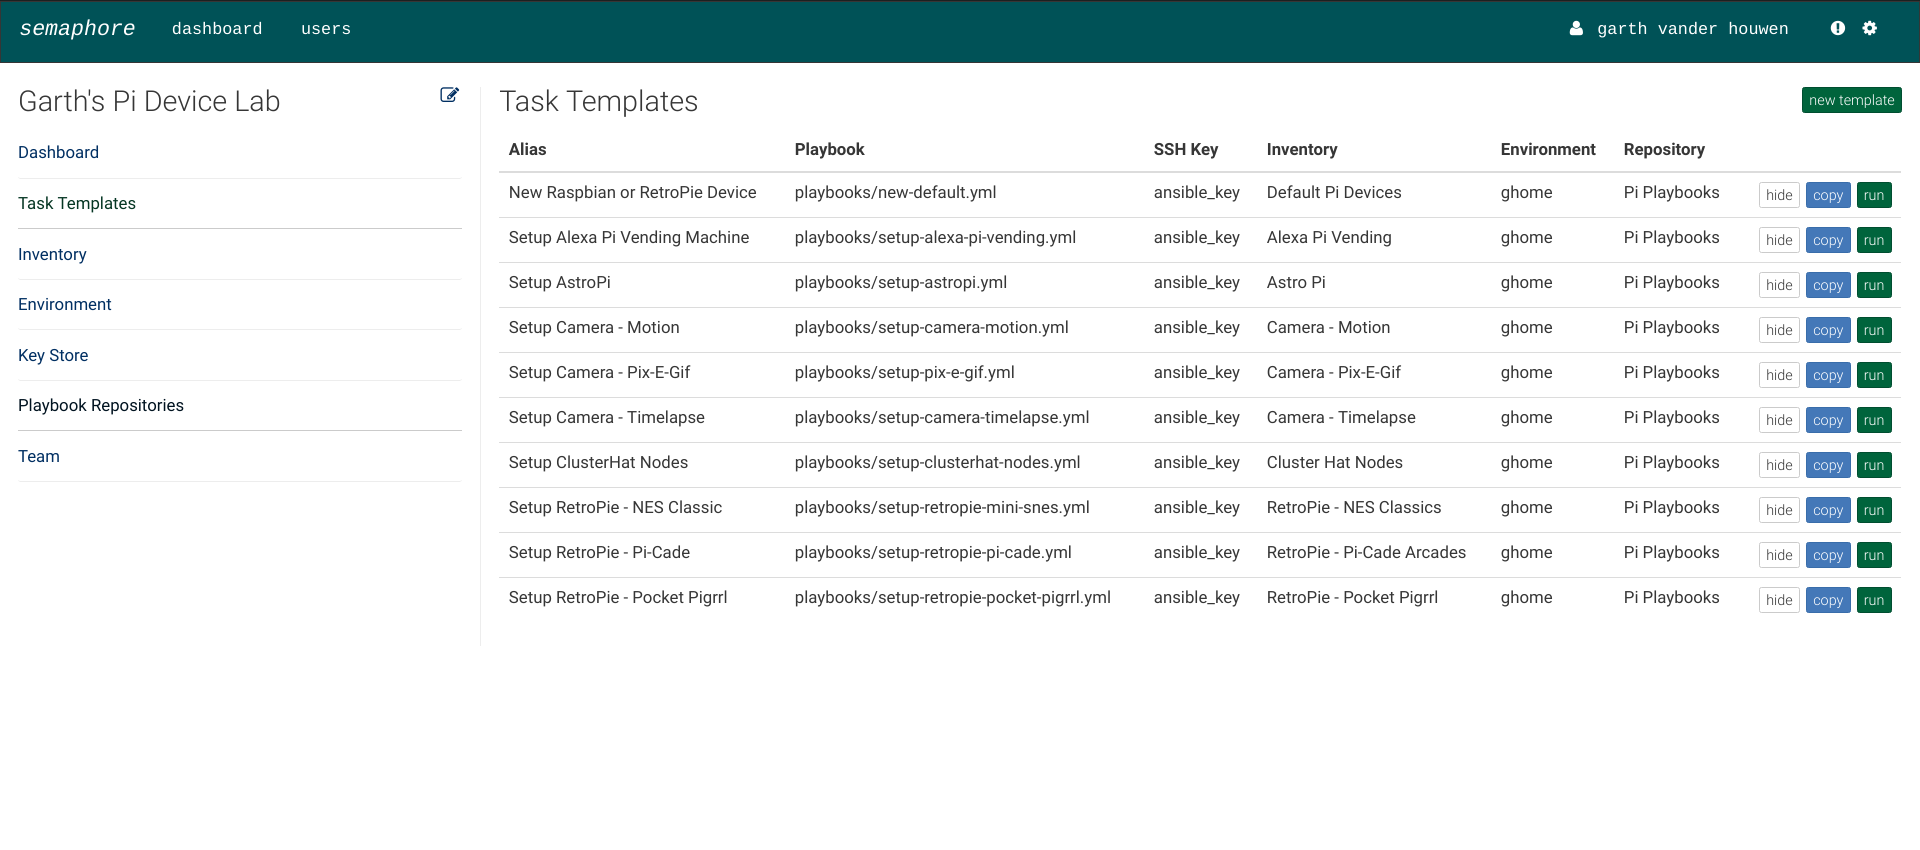 semaphore dashboard users garth vander houwen
Garth's Pi Device Lab
Dashboard
Task Templates
Inventory
Environment
Key Store
Playbook Repositories
Team
Task Templates new template
Alias Playbook SSH Key Inventory Environment Repository
New Raspbian or RetroPie Device playbooks/new-default.yml ansible_key Default Pi Devices ghome Pi Playbooks hide copy run
Setup Alexa Pi Vending Machine playbooks/setup-alexa-pi-vending.yml ansible_key Alexa Pi Vending ghome Pi Playbooks hide copy run
Setup AstroPi playbooks/setup-astropi.yml ansible_key Astro Pi ghome Pi Playbooks hide copy run
Setup Camera - Motion playbooks/setup-camera-motion.yml ansible_key Camera - Motion ghome Pi Playbooks hide copy run
Setup Camera - Pix-E-Gif playbooks/setup-pix-e-gif.yml ansible_key Camera - Pix-E-Gif ghome Pi Playbooks hide copy run
Setup Camera - Timelapse playbooks/setup-camera-timelapse.yml ansible_key Camera - Timelapse ghome Pi Playbooks hide copy run
Setup ClusterHat Nodes playbooks/setup-clusterhat-nodes.yml ansible_key Cluster Hat Nodes ghome Pi Playbooks hide copy run
Setup RetroPie - NES Classic playbooks/setup-retropie-mini-snes.yml ansible_key RetroPie - NES Classics ghome Pi Playbooks hide copy run
Setup RetroPie - Pi-Cade playbooks/setup-retropie-pi-cade.yml ansible_key RetroPie - Pi-Cade Arcades ghome Pi Playbooks hide copy run
Setup RetroPie - Pocket Pigrrl playbooks/setup-retropie-pocket-pigrrl.yml ansible_key RetroPie - Pocket Pigrrl ghome Pi Playbooks hide copy run